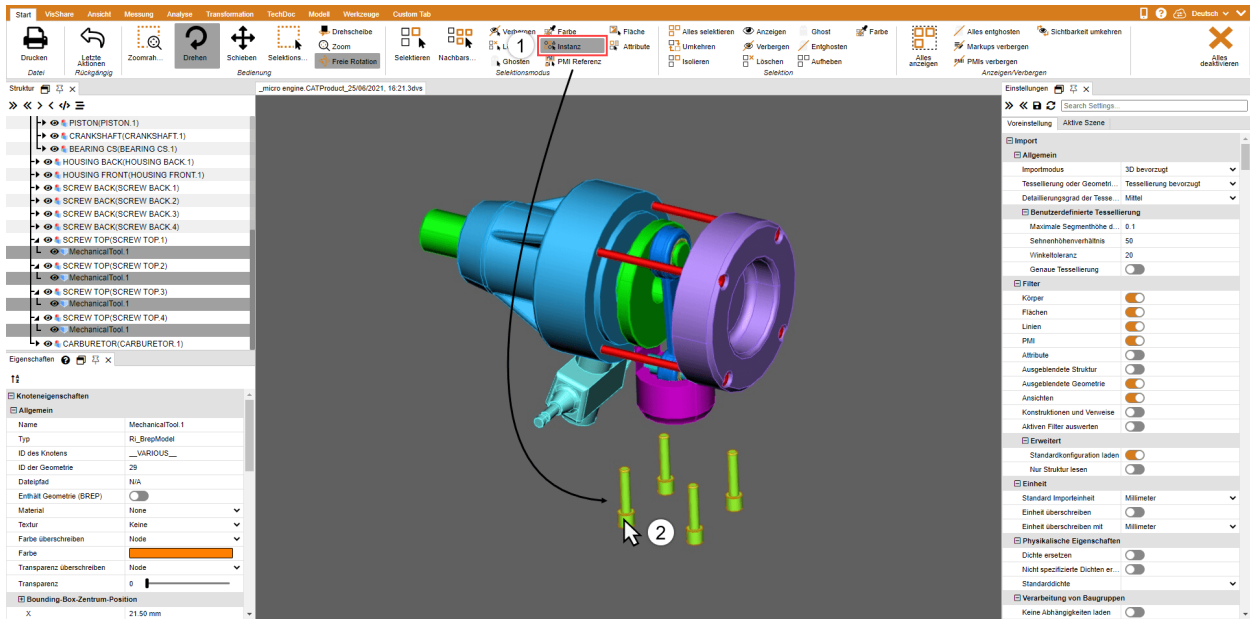 Start VisShare Ansicht Messung Analyse Transformation TechDoc Modell Werkzeuge Custom Tab Deutsch
Drucken
Datei
Letzte Aktionen
Rückgängig
Zoomrah...
Drehen
Schieben
Selektions...
Drehscheibe
Zoom
Freie Rotation
Bedienung
Selektieren
Nachbars...
Verbergen
Ghosten
Farbe
Instanz
PMI Referenz
Fläche
Attribute
Selektionsmodus
1
Alles selektieren
Umkehren
Isolieren
Anzeigen
Verbergen
Löschen
Ghost
Entghosten
Aufheben
Farbe
Selektion
Alles anzeigen
Alles entghosten
Markups verbergen
PMI PMIs verbergen
Sichtbarkeit umkehren
Anzeigen/Verbergen
Alles deaktivieren
Struktur
_micro engine.CATProduct_25/06/2021, 16:21.3dvs
PISTON(PISTON.1)
CRANKSHAFT(CRANKSHAFT.1)
BEARING CS(BEARING CS.1)
HOUSING BACK(HOUSING BACK.1)
HOUSING FRONT(HOUSING FRONT.1)
SCREW BACK(SCREW BACK.1)
SCREW BACK(SCREW BACK.2)
SCREW BACK(SCREW BACK.3)
SCREW BACK(SCREW BACK.4)
SCREW TOP(SCREW TOP.1)
MechanicalTool.1
SCREW TOP(SCREW TOP.2)
MechanicalTool.1
SCREW TOP(SCREW TOP.3)
MechanicalTool.1
SCREW TOP(SCREW TOP.4)
MechanicalTool.1
CARBURETOR(CARBURETOR.1)
Eigenschaften
Knoteneigenschaften
Allgemein
Name MechanicalTool.1
Typ Ri_BrepModel
ID des Knotens __VARIOUS__
ID der Geometrie 29
Dateipfad N/A
Enthält Geometrie (BREP)
Material None
Textur Keine
Farbe überschreiben Node
Farbe
Transparenz überschreiben Node
Transparenz 0
Bounding-Box-Zentrum-Position
X 21.50 mm
2
Einstellungen
Search Settings...
Voreinstellung Aktive Szene
Import
Allgemein
Importmodus 3D bevorzugt
Tessellierung oder Geometri... Tessellierung bevorzugt
Detaillierungsgrad der Tesse... Mittel
Benutzerdefinierte Tessellierung
Maximale Segmenthöhe d... 0.1
Sehnenhöhenverhältnis 50
Winkeltoleranz 20
Genaue Tessellierung
Filter
Körper
Flächen
Linien
PMI
Attribute
Ausgeblendete Struktur
Ausgeblendete Geometrie
Ansichten
Konstruktionen und Verweise
Aktiven Filter auswerten
Erweitert
Standardkonfiguration laden
Nur Struktur lesen
Einheit
Standard Importeinheit Millimeter
Einheit überschreiben
Einheit überschreiben mit Millimeter
Physikalische Eigenschaften
Dichte ersetzen
Nicht spezifizierte Dichten er...
Standarddichte
Verarbeitung von Baugruppen
Keine Abhängigkeiten laden